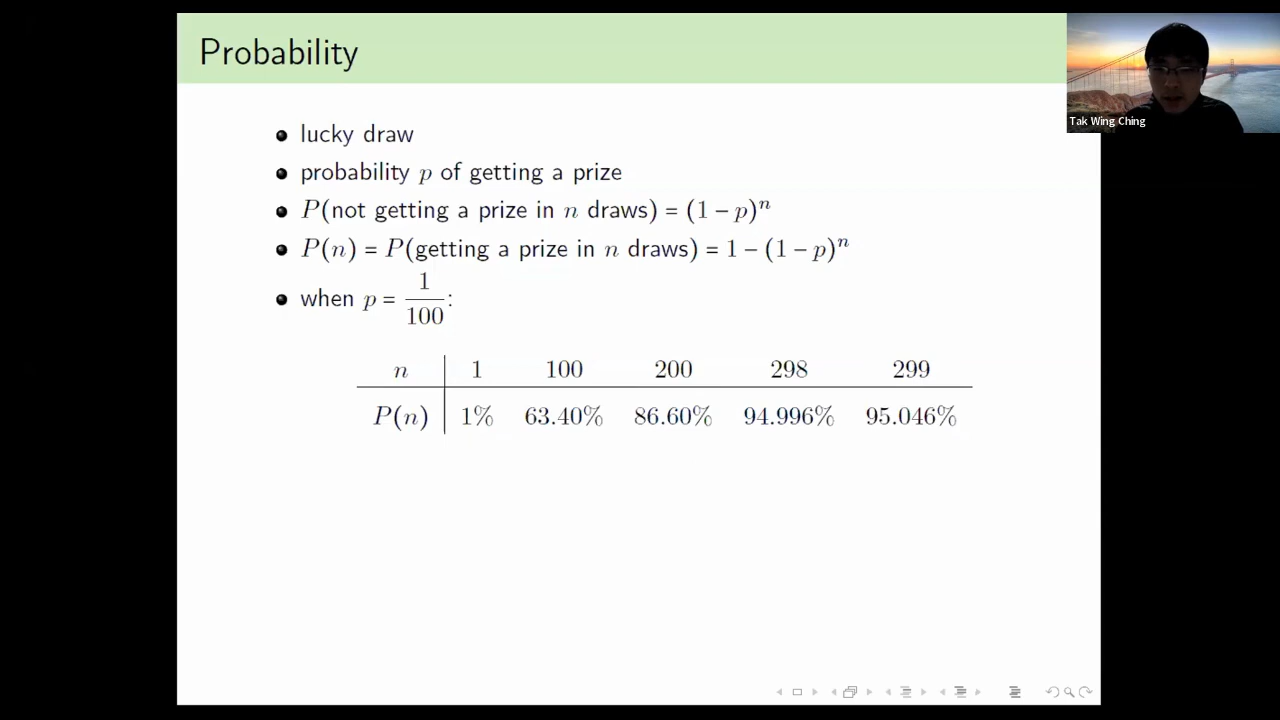 Probability
Tak Wing Ching
• lucky draw
• probability p of getting a prize
• P(not getting a prize in n draws) = (1 − p)ⁿ
• P(n) = P(getting a prize in n draws) = 1 − (1 − p)ⁿ
• when p = 1/100:
n 1 100 200 298 299
P(n) 1% 63.40% 86.60% 94.996% 95.046%